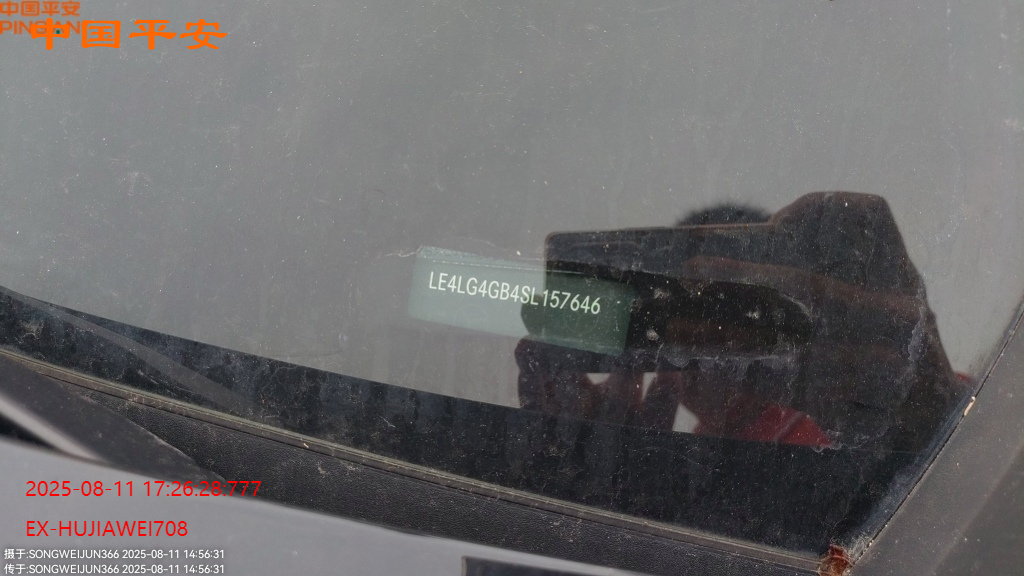 中国平安
PINGAN
中国平安
LE4LG4GB4SL157646
2025-08-11 17:26:28:777
EX-HUJIAWEI708
摄于:SONGWEIJUN366 2025-08-11 14:56:31
传于:SONGWEIJUN366 2025-08-11 14:56:31